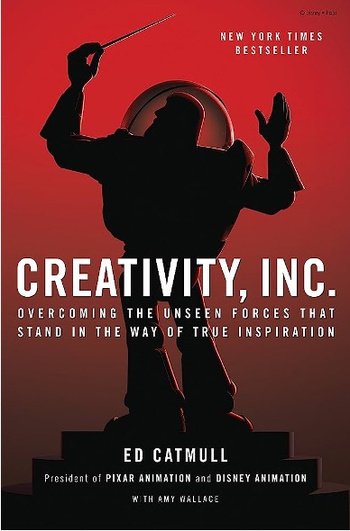 © Disney • Pixar
NEW YORK TIMES
BESTSELLER
CREATIVITY, INC.
OVERCOMING THE UNSEEN FORCES THAT
STAND IN THE WAY OF TRUE INSPIRATION
ED CATMULL
President of PIXAR ANIMATION and DISNEY ANIMATION
WITH AMY WALLACE